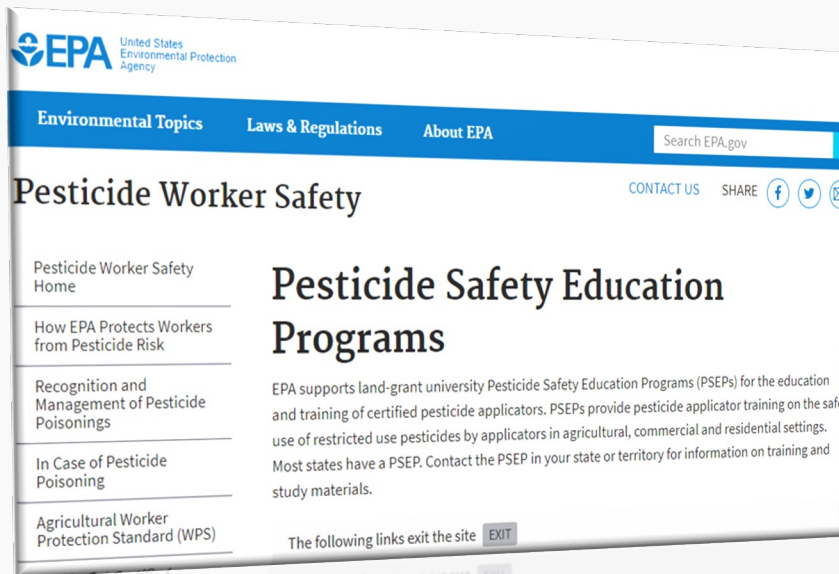 EPA United States
Environmental Protection
Agency
Environmental Topics Laws & Regulations About EPA Search EPA.gov
Pesticide Worker Safety
CONTACT US SHARE
Pesticide Worker Safety
Home
How EPA Protects Workers
from Pesticide Risk
Recognition and
Management of Pesticide
Poisonings
In Case of Pesticide
Poisoning
Agricultural Worker
Protection Standard (WPS)
Pesticide Safety Education
Programs
EPA supports land-grant university Pesticide Safety Education Programs (PSEPs) for the education
and training of certified pesticide applicators. PSEPs provide pesticide applicator training on the safe
use of restricted use pesticides by applicators in agricultural, commercial and residential settings.
Most states have a PSEP. Contact the PSEP in your state or territory for information on training and
study materials.
The following links exit the site EXIT